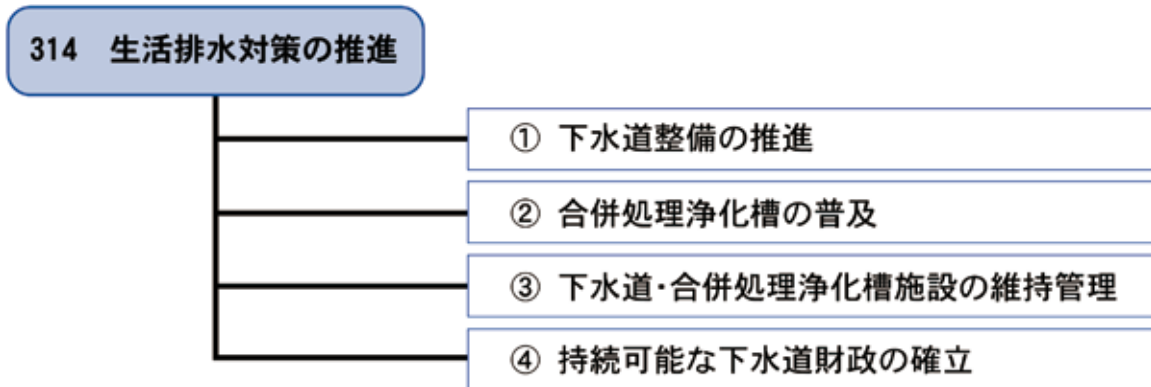 314 生活排水対策の推進
① 下水道整備の推進
② 合併処理浄化槽の普及
③ 下水道・合併処理浄化槽施設の維持管理
④ 持続可能な下水道財政の確立